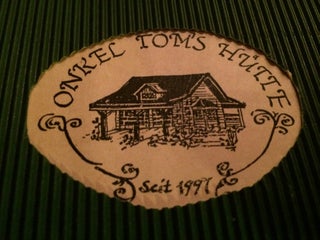 ONKEL TOM'S HÜTTE
Seit 1997